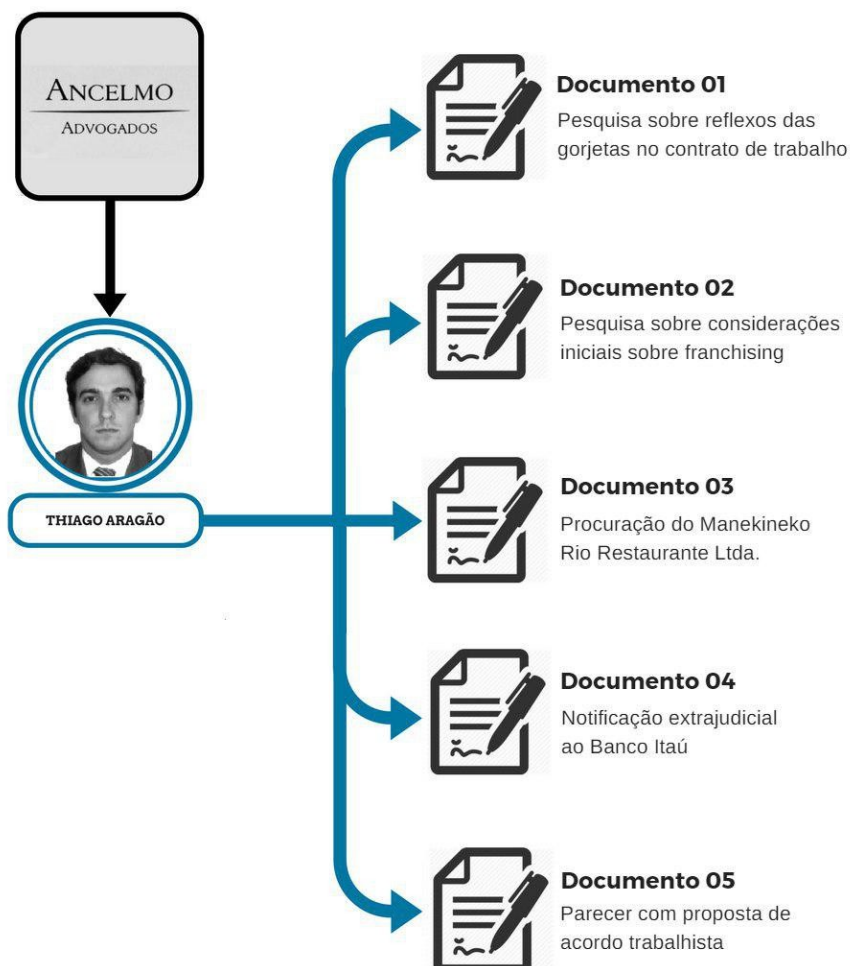 ANCELMO
ADVOGADOS
THIAGO ARAGÃO
Documento 01
Pesquisa sobre reflexos das
gorjetas no contrato de trabalho
Documento 02
Pesquisa sobre considerações
iniciais sobre franchising
Documento 03
Procuração do Manekineko
Rio Restaurante Ltda.
Documento 04
Notificação extrajudicial
ao Banco Itaú
Documento 05
Parecer com proposta de
acordo trabalhista